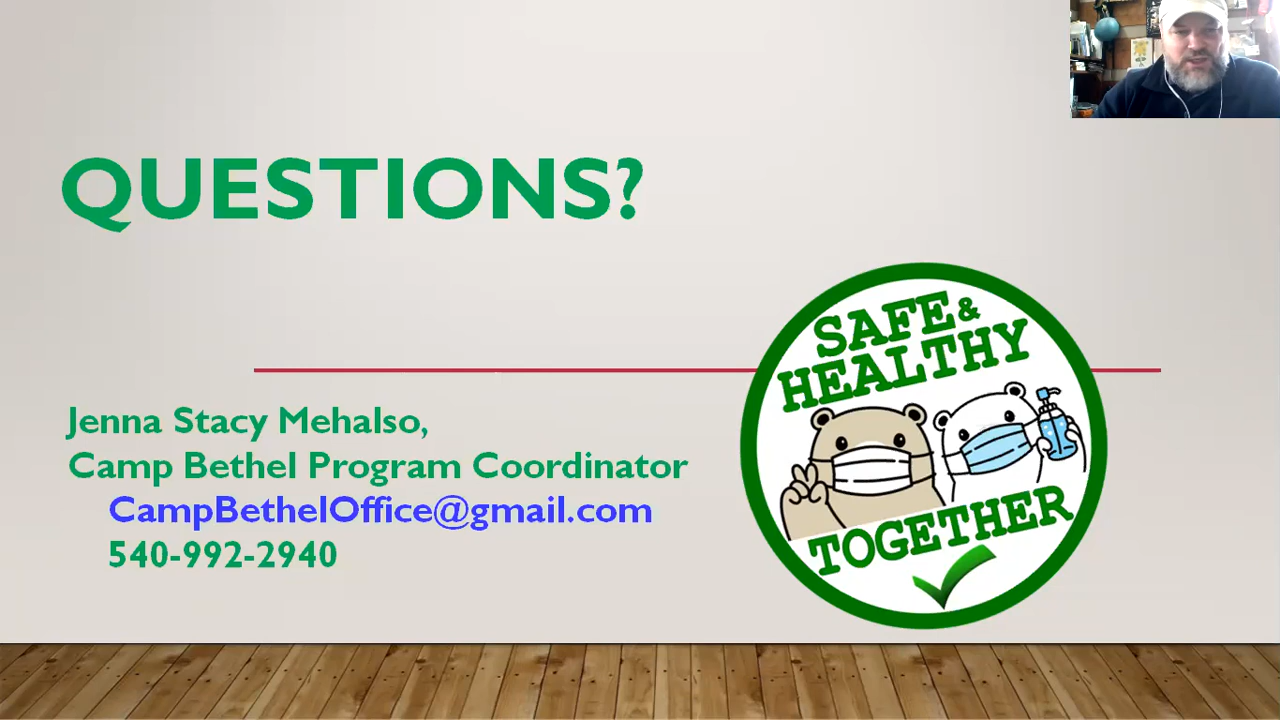 QUESTIONS?
Jenna Stacy Mehalso,
Camp Bethel Program Coordinator
CampBethelOffice@gmail.com
540-992-2940
SAFE &
HEALTHY
TOGETHER